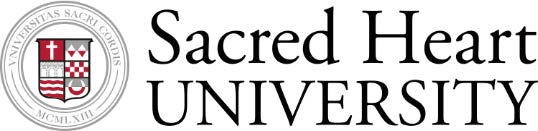 VNIVERSITAS SACRI CORDIS
MCMLXIII
Sacred Heart
UNIVERSITY